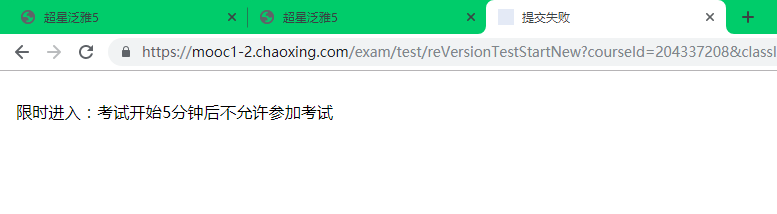 超星泛雅5
超星泛雅5
提交失败
https://mooc1-2.chaoxing.com/exam/test/reVersionTestStartNew?courseId=204337208&classI
限时进入：考试开始5分钟后不允许参加考试